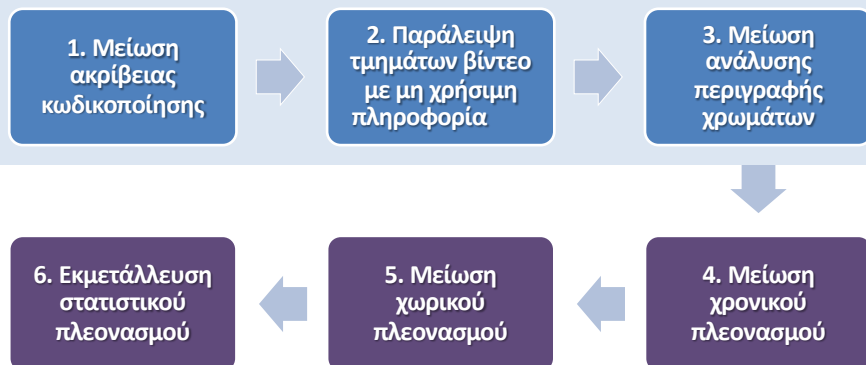 1. Μείωση
ακρίβειας
κωδικοποίησης
2. Παράλειψη
τμημάτων βίντεο
με μη χρήσιμη
πληροφορία
3. Μείωση
ανάλυσης
περιγραφής
χρωμάτων
4. Μείωση
χρονικού
πλεονασμού
5. Μείωση
χωρικού
πλεονασμού
6. Εκμετάλλευση
στατιστικού
πλεονασμού